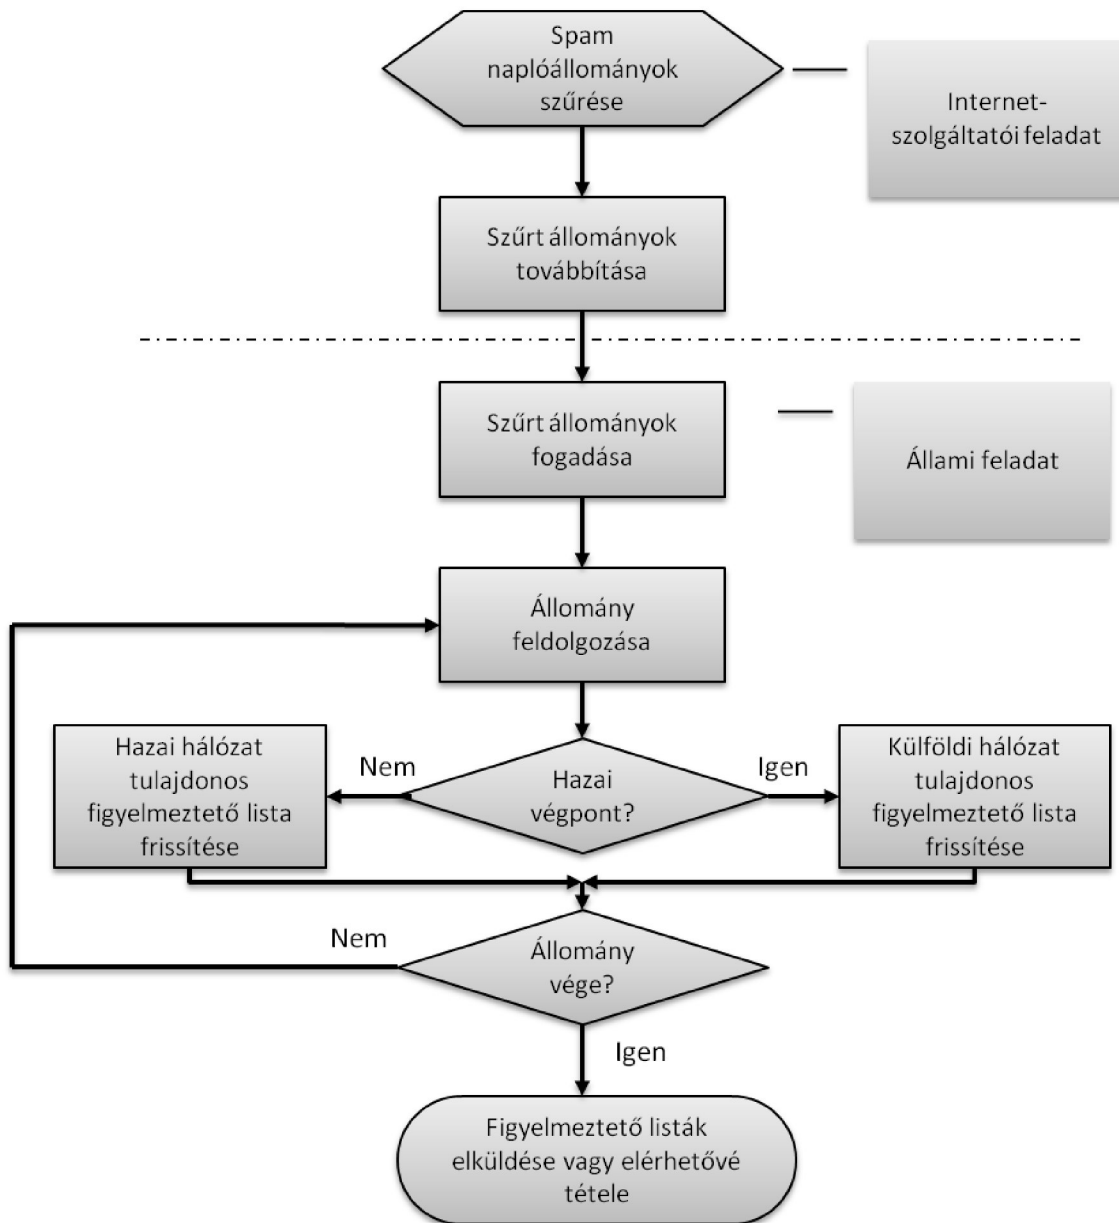 Spam
naplóállományok
szűrése
Internet-
szolgáltatói feladat
Szűrt állományok
továbbítása
Szűrt állományok
fogadása
Állami feladat
Állomány
feldolgozása
Hazai hálózat
tulajdonos
figyelmeztető lista
frissítése
Nem
Hazai
végpont?
Igen
Külföldi hálózat
tulajdonos
figyelmeztető lista
frissítése
Nem
Állomány
vége?
Igen
Figyelmeztető listák
elküldése vagy elérhetővé
tétele